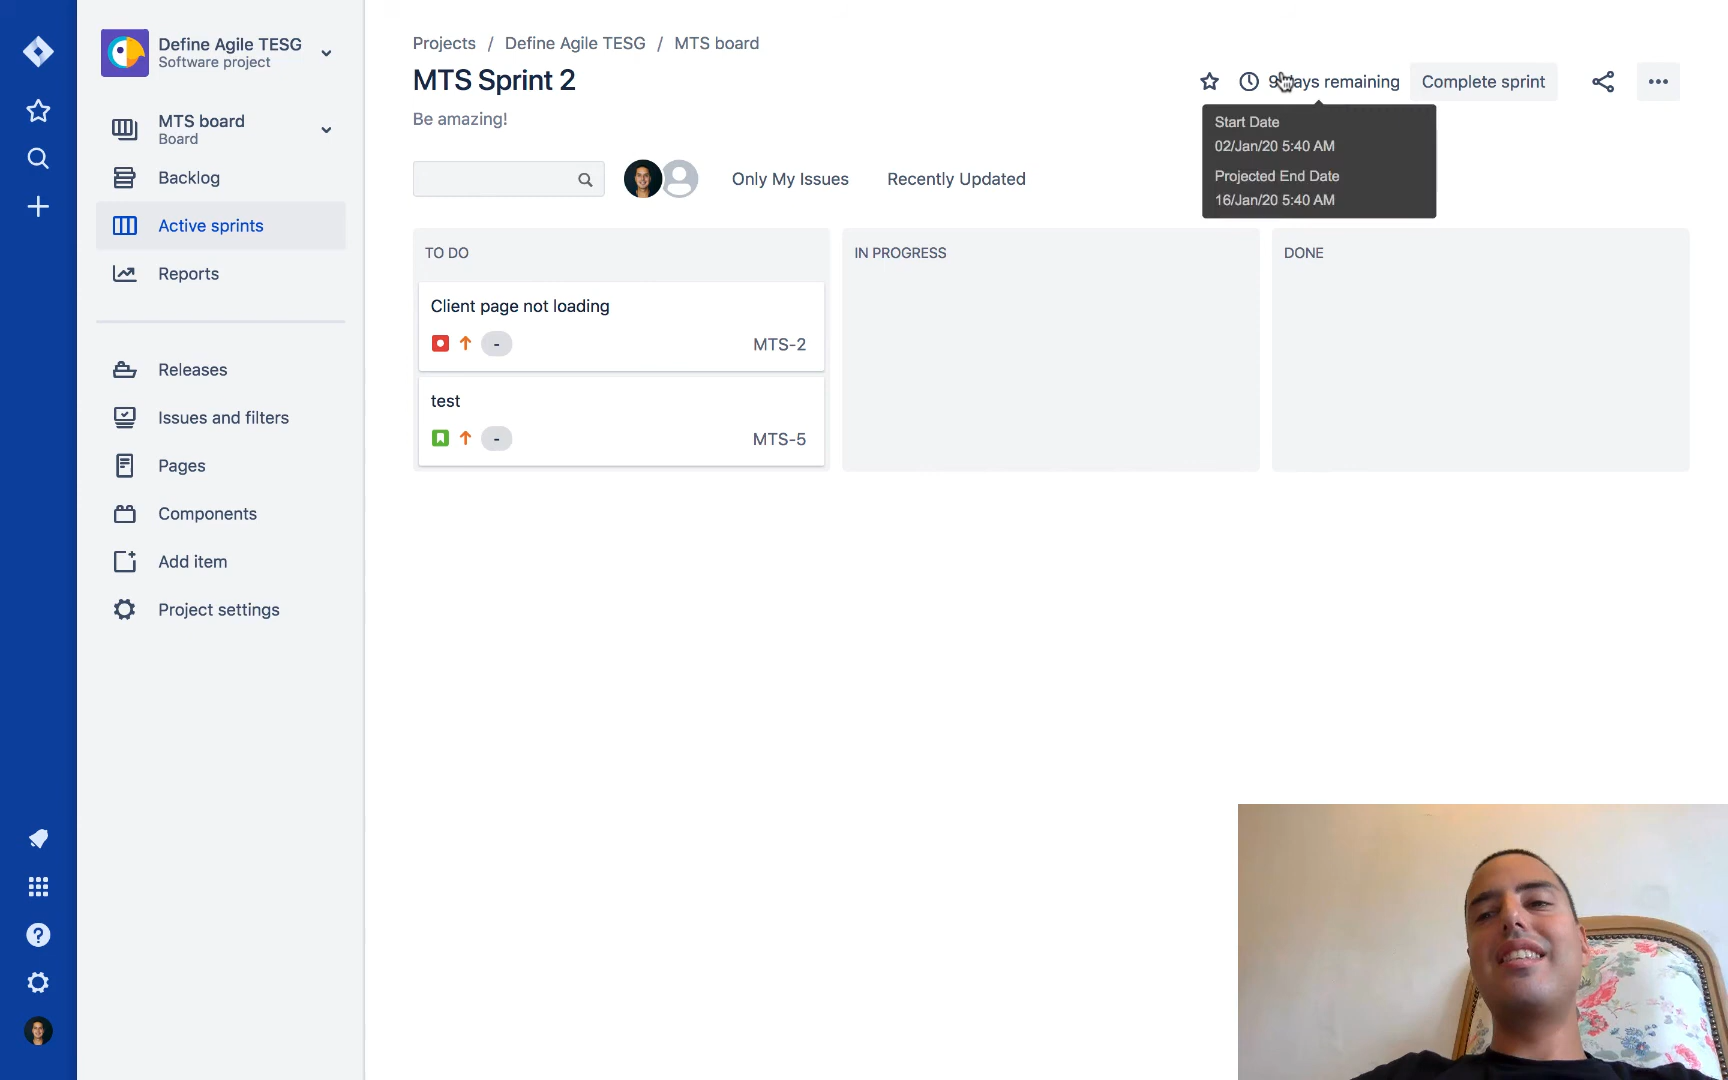 Define Agile TESG
Software project
MTS board
Board
Backlog
Active sprints
Reports
Releases
Issues and filters
Pages
Components
Add item
Project settings
Projects / Define Agile TESG / MTS board
MTS Sprint 2
Be amazing!
remaining
Complete sprint
Start Date
02/Jan/20 5:40 AM
Projected End Date
16/Jan/20 5:40 AM
Only My Issues
Recently Updated
TO DO
Client page not loading
-
MTS-2
test
-
MTS-5
IN PROGRESS
DONE